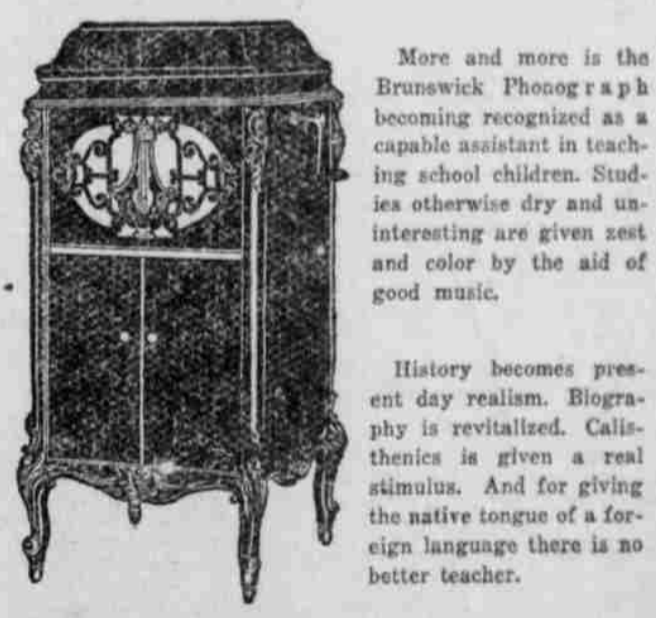 More and more is the
Brunswick Phonograph
becoming recognized as a
capable assistant in teach-
ing school children. Stud-
ies otherwise dry and un-
interesting are given zest
and color by the aid of
good music.
History becomes pres-
ent day realism. Biogra-
phy is revitalized. Calis-
thenics is given a real
stimulus. And for giving
the native tongue of a for-
eign language there is no
better teacher.